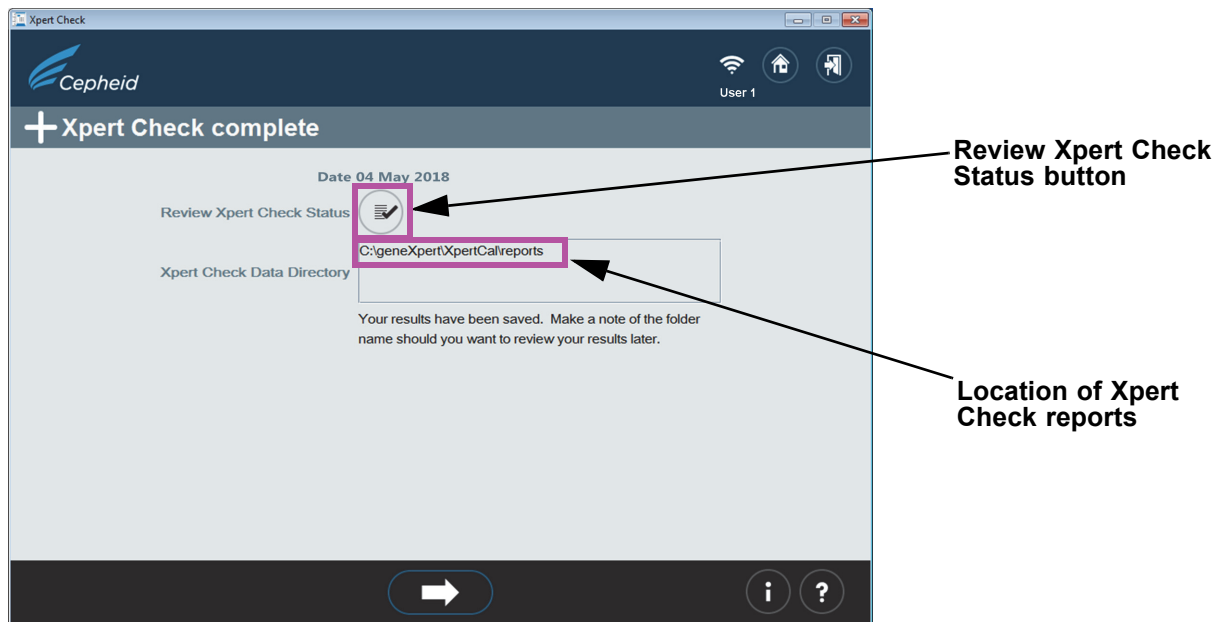 Xpert Check
Cepheid
User 1
Xpert Check complete
Date 04 May 2018
Review Xpert Check Status
C:\geneXpert\XpertCal\reports
Xpert Check Data Directory
Your results have been saved. Make a note of the folder
name should you want to review your results later.
Review Xpert Check
Status button
Location of Xpert
Check reports
i
?